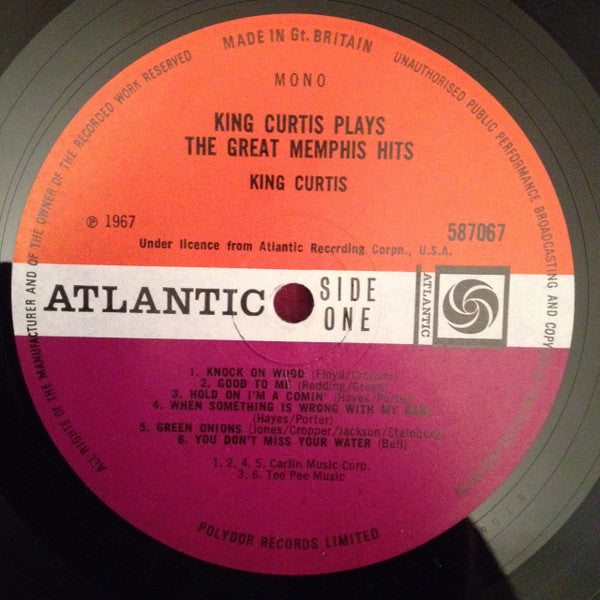 MADE IN Gt. BRITAIN
ALL RIGHTS OF THE MANUFACTURER AND OF THE OWNER OF THE RECORDED WORK RESERVED
UNAUTHORISED PUBLIC PERFORMANCE BROADCASTING AND COPY
MONO
KING CURTIS PLAYS
THE GREAT MEMPHIS HITS
KING CURTIS
℗ 1967
587067
Under licence from Atlantic Recording Corpn., U.S.A.
ATLANTIC
SIDE
ONE
ATLANTIC
1. KNOCK ON WOOD (Floyd/Cropper)
2. GOOD TO ME (Redding/Green)
3. HOLD ON I'M A COMIN' (Hayes/Porter)
4. WHEN SOMETHING IS WRONG WITH MY BABY
(Hayes/Porter)
5. GREEN ONIONS (Jones/Cropper/Jackson/Steinberg)
6. YOU DON'T MISS YOUR WATER (Bell)
1. 2, 4, 5. Carlin Music Corp.
3. 6. Tee Pee Music
POLYDOR RECORDS LIMITED